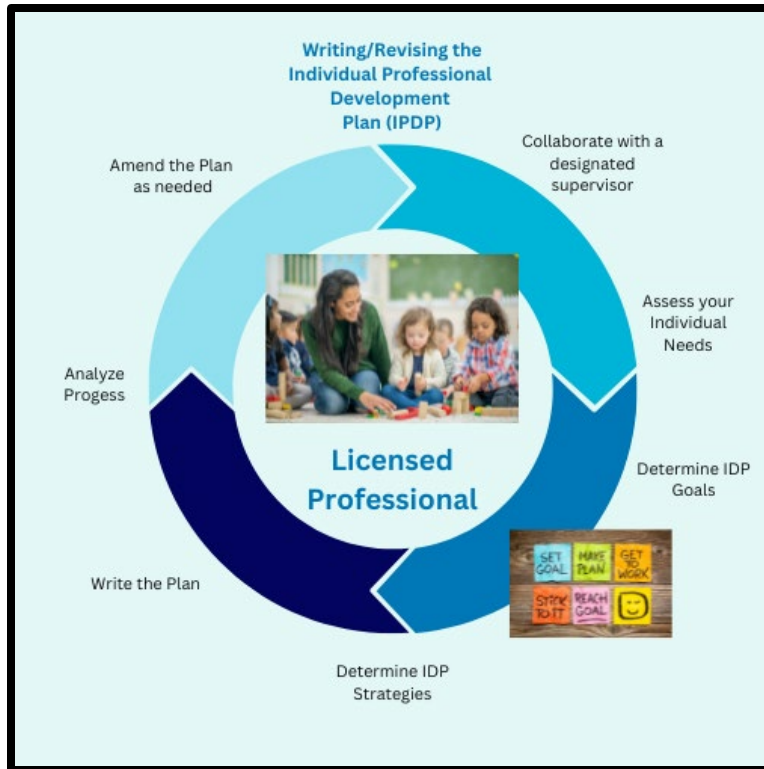 Writing/Revising the
Individual Professional
Development
Plan (IPDP)
Collaborate with a
designated
supervisor
Assess your
Individual
Needs
Determine IDP
Goals
Determine IDP
Strategies
Write the Plan
Analyze
Progess
Amend the Plan
as needed
Licensed
Professional
SET
GOAL
MAKE
PLAN
GET
TO
WORK
STICK
TO IT
REACH
GOAL